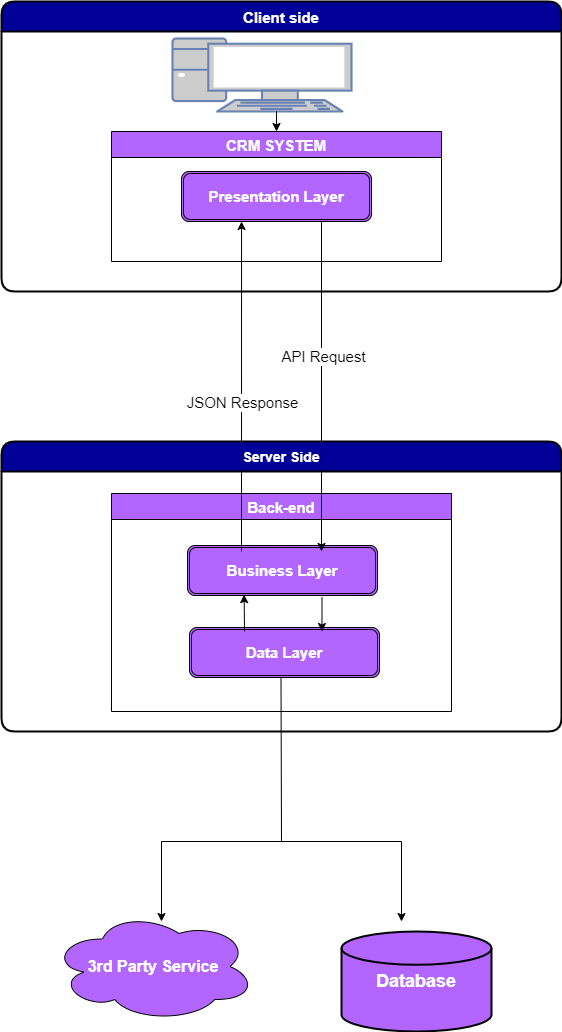 Client side
CRM SYSTEM
Presentation Layer
API Request
JSON Response
Server Side
Back-end
Business Layer
Data Layer
3rd Party Service
Database